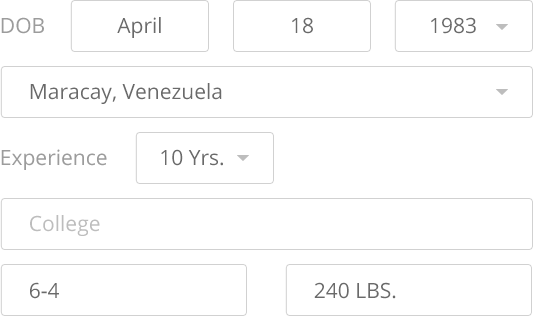 DOB April 18 1983
Maracay, Venezuela
Experience 10 Yrs.
College
6-4 240 LBS.